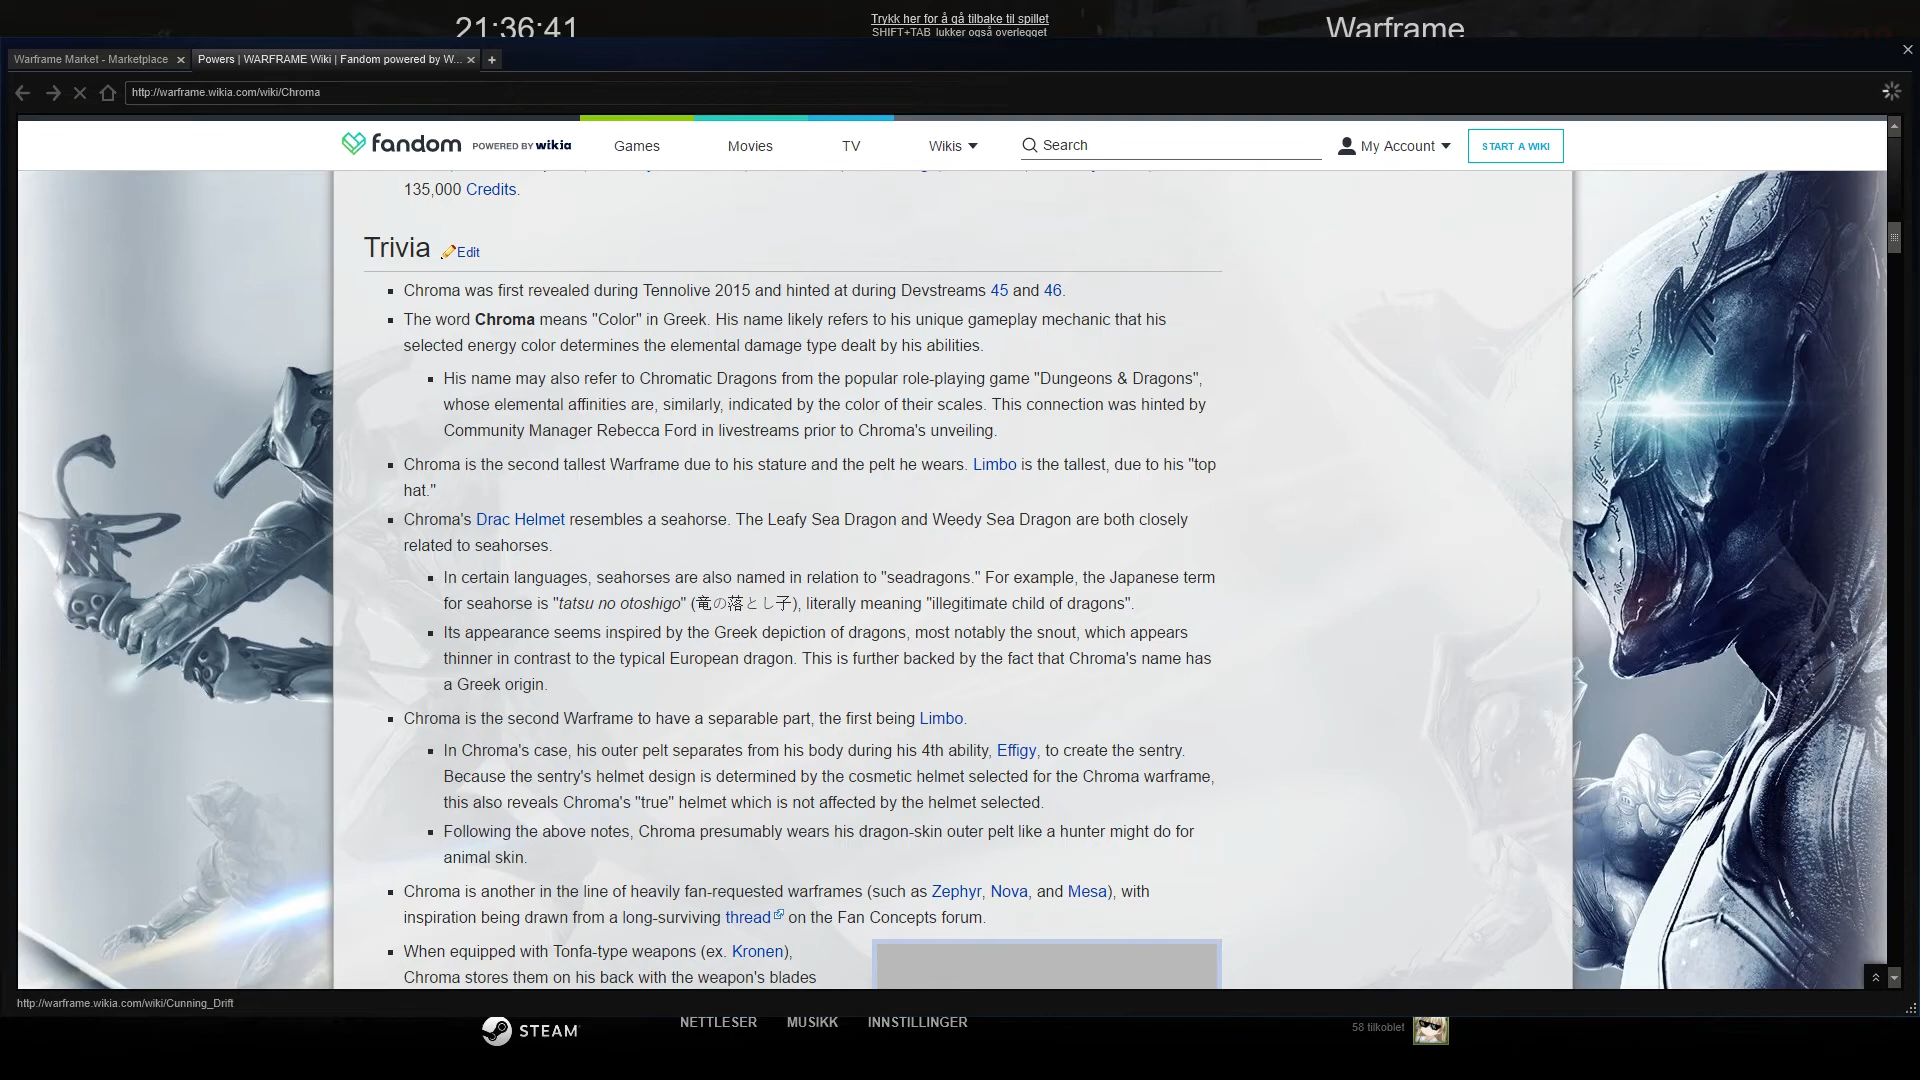 21:36:41
Trykk her for å gå tilbake til spillet
SHIFT+TAB lukker også overlegget
Warframe
Warframe Market - Marketplace
Powers | WARFRAME Wiki | Fandom powered by W...
http://warframe.wikia.com/wiki/Chroma
fandom POWERED BY wikia
Games
Movies
TV
Wikis
Search
My Account
START A WIKI
135,000 Credits.
Trivia Edit
Chroma was first revealed during Tennolive 2015 and hinted at during Devstreams 45 and 46.
The word Chroma means "Color" in Greek. His name likely refers to his unique gameplay mechanic that his
selected energy color determines the elemental damage type dealt by his abilities.
His name may also refer to Chromatic Dragons from the popular role-playing game "Dungeons & Dragons",
whose elemental affinities are, similarly, indicated by the color of their scales. This connection was hinted by
Community Manager Rebecca Ford in livestreams prior to Chroma's unveiling.
Chroma is the second tallest Warframe due to his stature and the pelt he wears. Limbo is the tallest, due to his "top
hat."
Chroma's Drac Helmet resembles a seahorse. The Leafy Sea Dragon and Weedy Sea Dragon are both closely
related to seahorses.
In certain languages, seahorses are also named in relation to "seadragons." For example, the Japanese term
for seahorse is "tatsu no otoshigo" (竜の落とし子), literally meaning "illegitimate child of dragons".
Its appearance seems inspired by the Greek depiction of dragons, most notably the snout, which appears
thinner in contrast to the typical European dragon. This is further backed by the fact that Chroma's name has
a Greek origin.
Chroma is the second Warframe to have a separable part, the first being Limbo.
In Chroma's case, his outer pelt separates from his body during his 4th ability, Effigy, to create the sentry.
Because the sentry's helmet design is determined by the cosmetic helmet selected for the Chroma warframe,
this also reveals Chroma's "true" helmet which is not affected by the helmet selected.
Following the above notes, Chroma presumably wears his dragon-skin outer pelt like a hunter might do for
animal skin.
Chroma is another in the line of heavily fan-requested warframes (such as Zephyr, Nova, and Mesa), with
inspiration being drawn from a long-surviving thread on the Fan Concepts forum.
When equipped with Tonfa-type weapons (ex. Kronen),
Chroma stores them on his back with the weapon's blades
http://warframe.wikia.com/wiki/Cunning_Drift
STEAM
NETTLESER
MUSIKK
INNSTILLINGER
58 tilkoblet